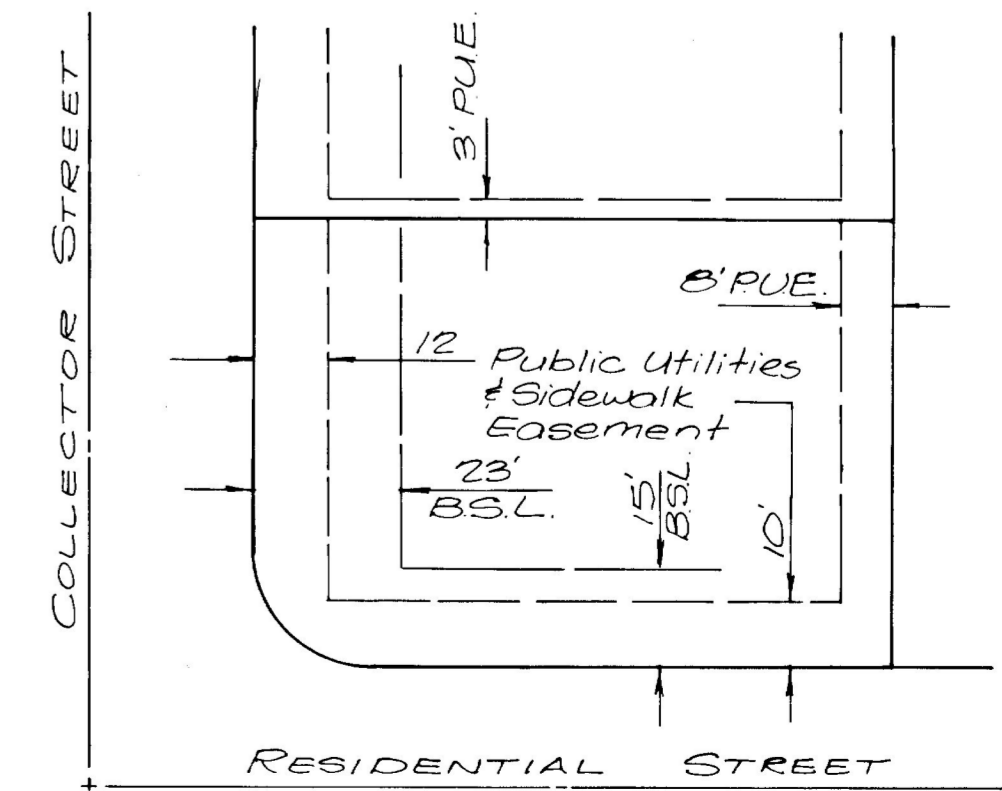 COLLECTOR STREET
3' P.U.E.
8' P.U.E.
12
Public Utilities
& Sidewalk
Easement
23'
B.S.L.
15'
B.S.L.
10'
RESIDENTIAL STREET